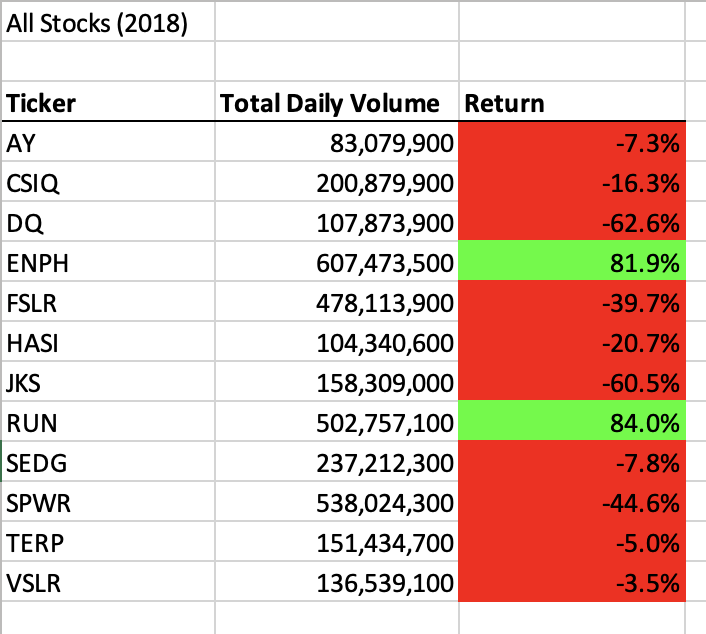 All Stocks (2018)
Ticker Total Daily Volume Return
AY 83,079,900 -7.3%
CSIQ 200,879,900 -16.3%
DQ 107,873,900 -62.6%
ENPH 607,473,500 81.9%
FSLR 478,113,900 -39.7%
HASI 104,340,600 -20.7%
JKS 158,309,000 -60.5%
RUN 502,757,100 84.0%
SEDG 237,212,300 -7.8%
SPWR 538,024,300 -44.6%
TERP 151,434,700 -5.0%
VSLR 136,539,100 -3.5%